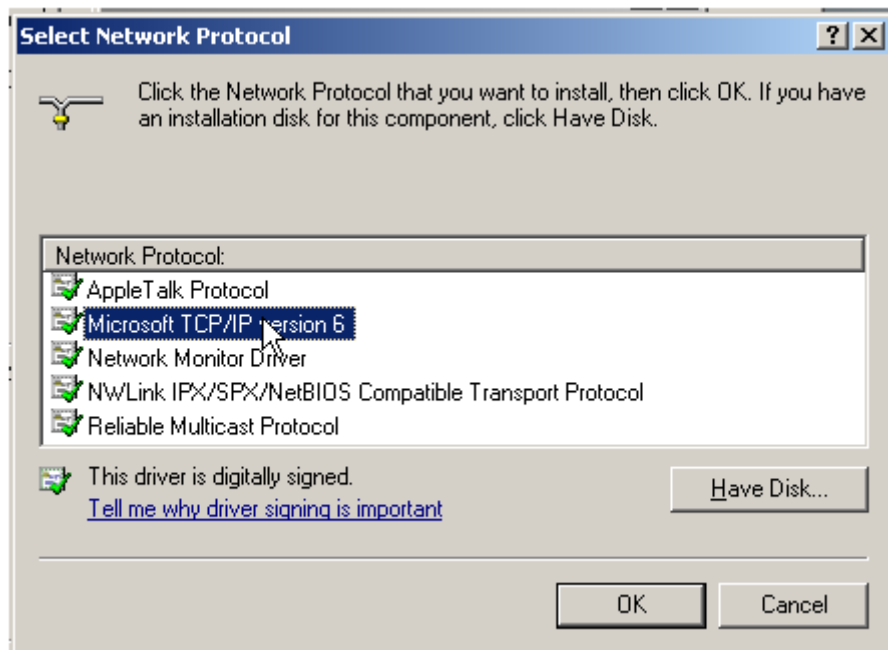 Select Network Protocol
Click the Network Protocol that you want to install, then click OK. If you have
an installation disk for this component, click Have Disk.
Network Protocol:
AppleTalk Protocol
Microsoft TCP/IP version 6
Network Monitor Driver
NWLink IPX/SPX/NetBIOS Compatible Transport Protocol
Reliable Multicast Protocol
This driver is digitally signed.
Have Disk...
Tell me why driver signing is important
OK
Cancel